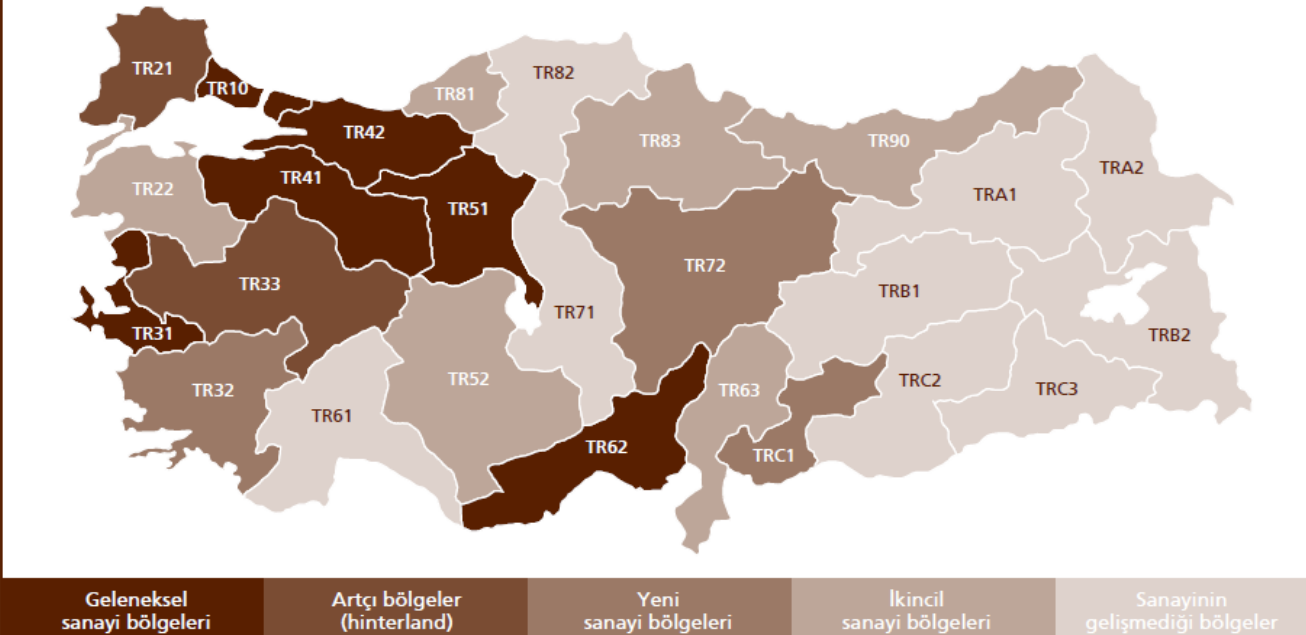 TR21
TR10
TR82
TR81
TR42
TR83
TR90
TRA2
TR41
TR22
TRA1
TR51
TR72
TR33
TRB1
TR71
TR31
TRB2
TR52
TRC2
TR32
TR63
TRC3
TR61
TR62
TRC1
Geleneksel
sanayi bölgeleri
Artçı bölgeler
(hinterland)
Yeni
sanayi bölgeleri
İkincil
sanayi bölgeleri
Sanayinin
gelişmediği bölgeler